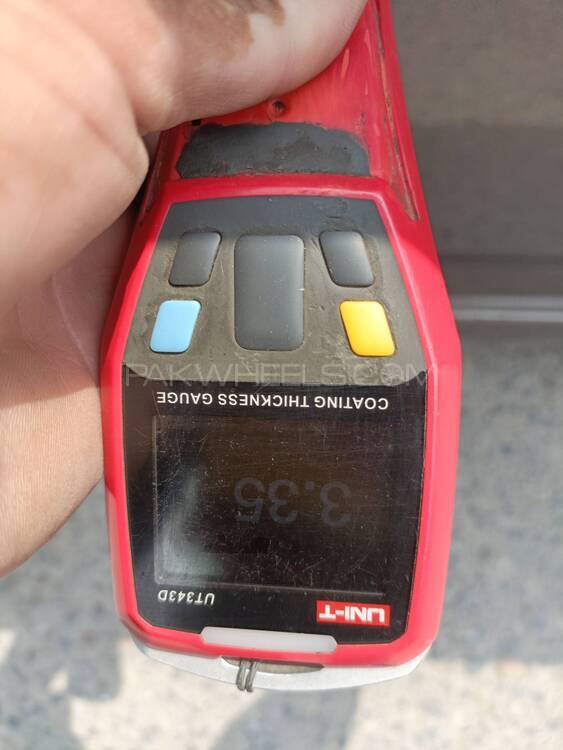 UNI-T
UT343D
3.35
COATING THICKNESS GAUGE
PAKWHEELS.COM